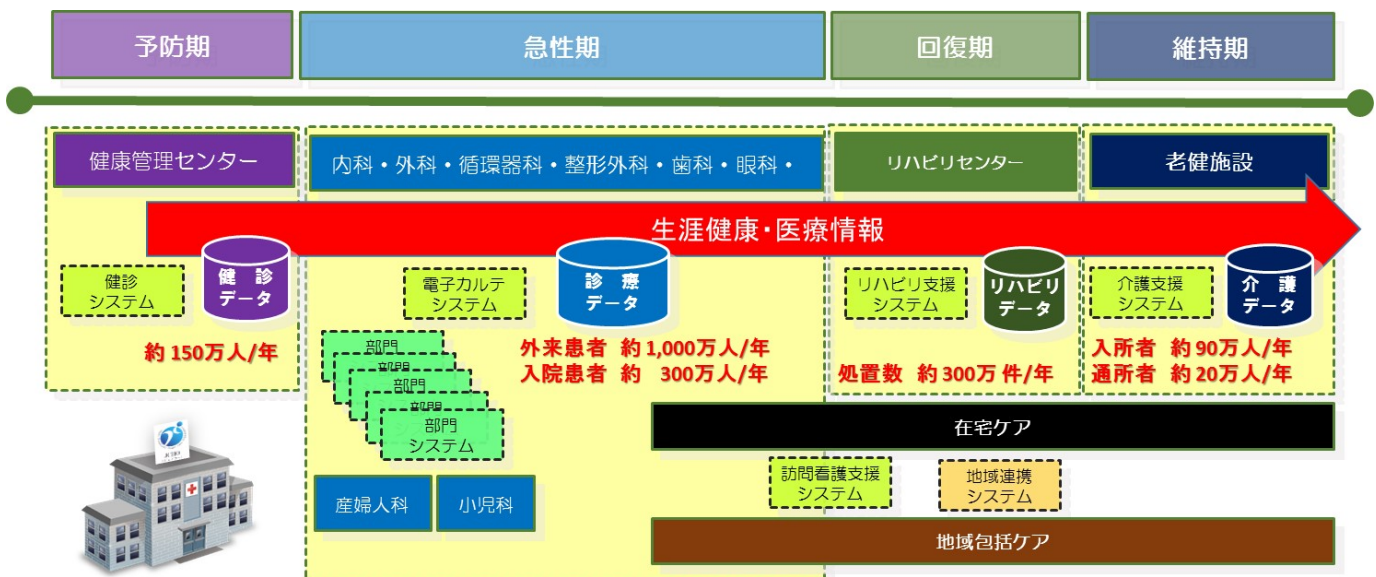 予防期
急性期
回復期
維持期
健康管理センター
内科・外科・循環器科・整形外科・歯科・眼科・
リハビリセンター
老健施設
生涯健康・医療情報
健診
システム
健 診
データ
約150万人/年
電子カルテ
システム
診 療
データ
外来患者 約1,000万人/年
入院患者 約 300万人/年
部門
部門
部門
部門
部門
システム
産婦人科
小児科
リハビリ支援
システム
リハビリ
データ
処置数 約300万件/年
介護支援
システム
介 護
データ
入所者 約90万人/年
通所者 約20万人/年
在宅ケア
訪問看護支援
システム
地域連携
システム
地域包括ケア